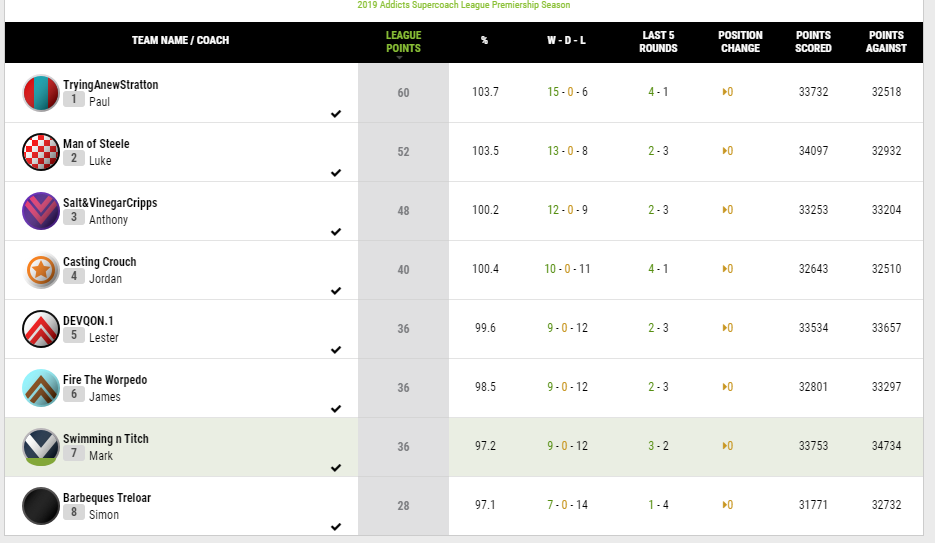 2019 Addicts Supercoach League Premiership Season
TEAM NAME / COACH LEAGUE POINTS % W - D - L LAST 5 ROUNDS POSITION CHANGE POINTS SCORED POINTS AGAINST
TryingAnewStratton
1 Paul 60 103.7 15 - 0 - 6 4 - 1 0 33732 32518
Man of Steele
2 Luke 52 103.5 13 - 0 - 8 2 - 3 0 34097 32932
Salt&VinegarCripps
3 Anthony 48 100.2 12 - 0 - 9 2 - 3 0 33253 33204
Casting Crouch
4 Jordan 40 100.4 10 - 0 - 11 4 - 1 0 32643 32510
DEVQON.1
5 Lester 36 99.6 9 - 0 - 12 2 - 3 0 33534 33657
Fire The Worpedo
6 James 36 98.5 9 - 0 - 12 2 - 3 0 32801 33297
Swimming n Titch
7 Mark 36 97.2 9 - 0 - 12 3 - 2 0 33753 34734
Barbeques Treloar
8 Simon 28 97.1 7 - 0 - 14 1 - 4 0 31771 32732